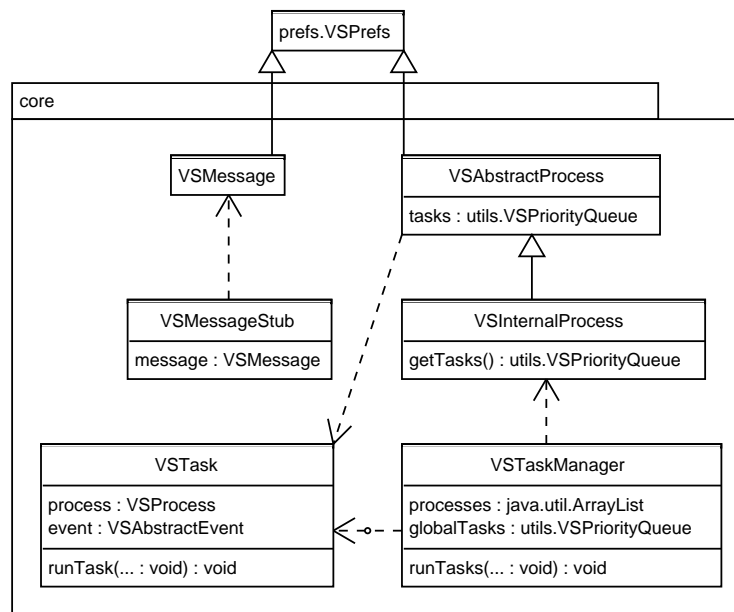 prefs.VSPrefs
core
VSMessage
VSAbstractProcess
tasks : utils.VSPriorityQueue
VSMessageStub
message : VSMessage
VSInternalProcess
getTasks() : utils.VSPriorityQueue
VSTask
process : VSProcess
event : VSAbstractEvent
runTask(... : void) : void
VSTaskManager
processes : java.util.ArrayList
globalTasks : utils.VSPriorityQueue
runTasks(... : void) : void